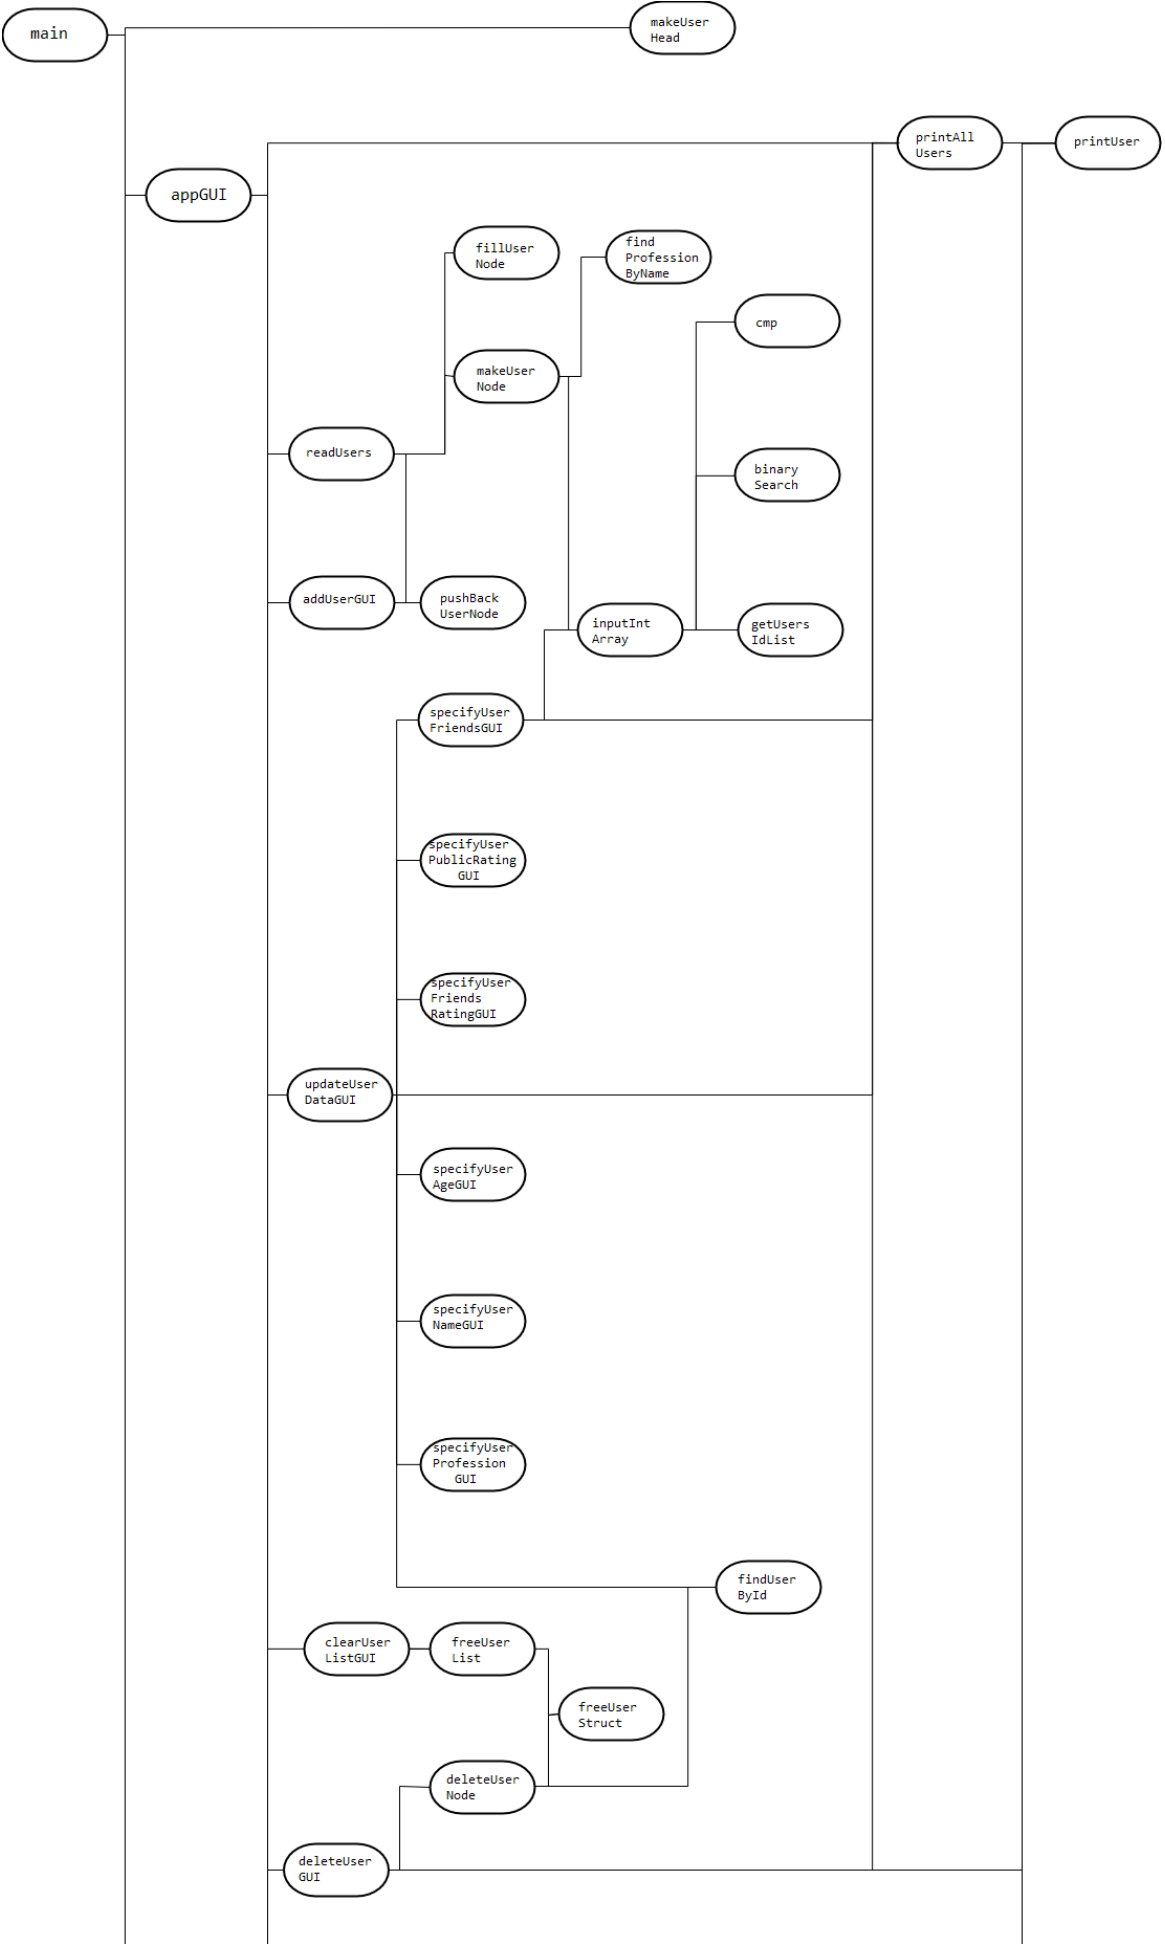 main
makeUser
Head
printAll
Users
printUser
appGUI
fillUser
Node
find
Profession
ByName
cmp
makeUser
Node
readUsers
binary
Search
addUserGUI
pushBack
UserNode
inputInt
Array
getUsers
IdList
specifyUser
FriendsGUI
specifyUser
PublicRating
GUI
specifyUser
Friends
RatingGUI
updateUser
DataGUI
specifyUser
AgeGUI
specifyUser
NameGUI
specifyUser
Profession
GUI
findUser
ById
clearUser
ListGUI
freeUser
List
freeUser
Struct
deleteUser
Node
deleteUser
GUI